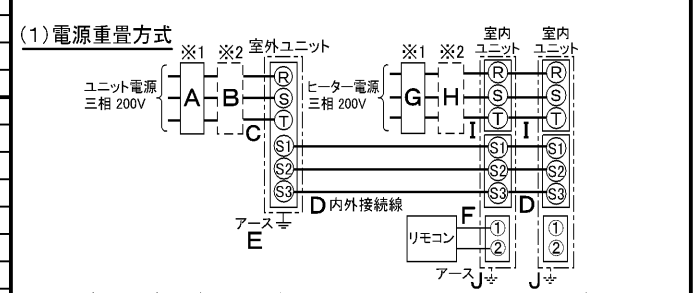 (1)電源重畳方式
※1 ※2 室外ユニット
ユニット電源
三相 200V
A B C
R
S
T
S1
S2
S3
アース
E
※1 ※2
ヒーター電源
三相 200V
G H I I
室内
ユニット
R
S
T
S1
S2
S3
室内
ユニット
R
S
T
S1
S2
S3
D 内外接続線
D
F
リモコン
①
②
①
②
アース J J